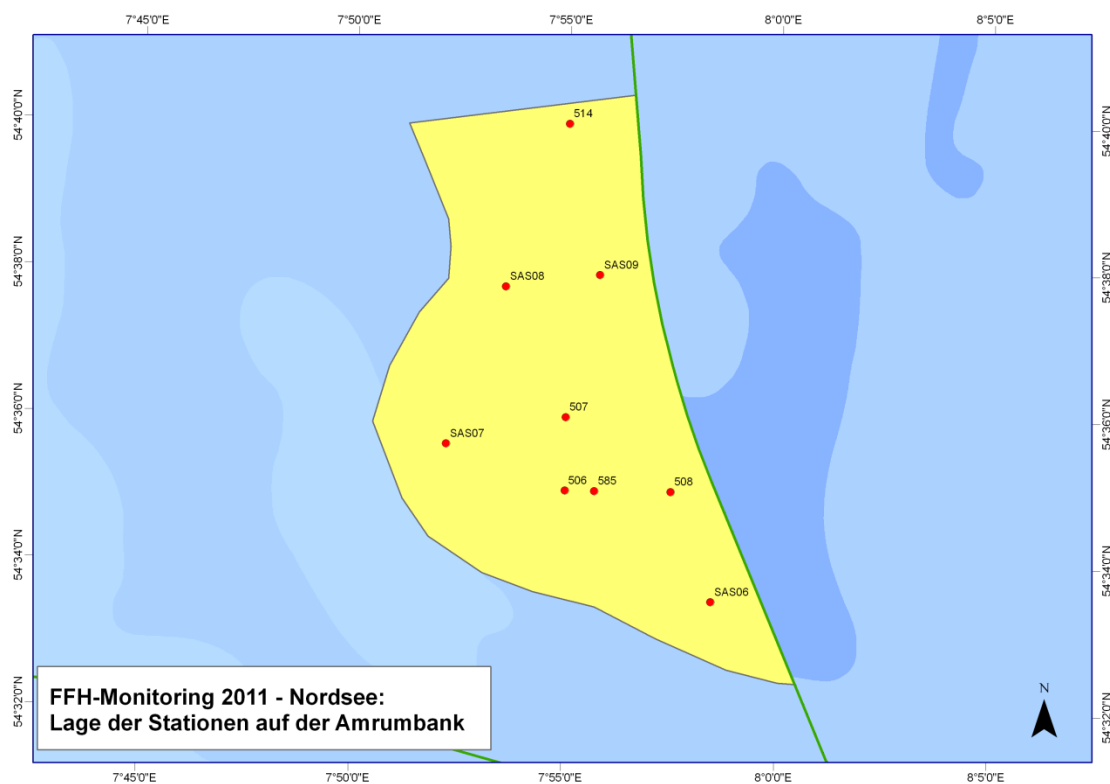 7°45'0"E 7°50'0"E 7°55'0"E 8°0'0"E 8°5'0"E
54°40'0"N
54°38'0"N
54°36'0"N
54°34'0"N
54°32'0"N
514
SAS09
SAS08
507
SAS07
506 585 508
SAS06
54°40'0"N
54°38'0"N
54°36'0"N
54°34'0"N
54°32'0"N
FFH-Monitoring 2011 - Nordsee:
Lage der Stationen auf der Amrumbank
N
7°45'0"E 7°50'0"E 7°55'0"E 8°0'0"E 8°5'0"E